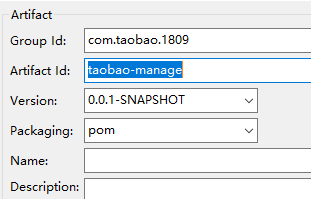 Artifact
Group Id: com.taobao.1809
Artifact Id: taobao-manage
Version: 0.0.1-SNAPSHOT
Packaging: pom
Name:
Description: